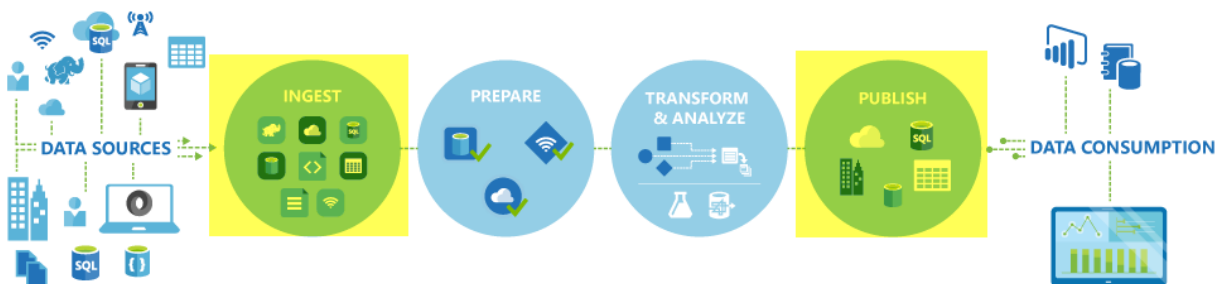 SQL
INGEST
PREPARE
TRANSFORM
& ANALYZE
PUBLISH
SQL
SQL
DATA SOURCES
DATA CONSUMPTION
SQL